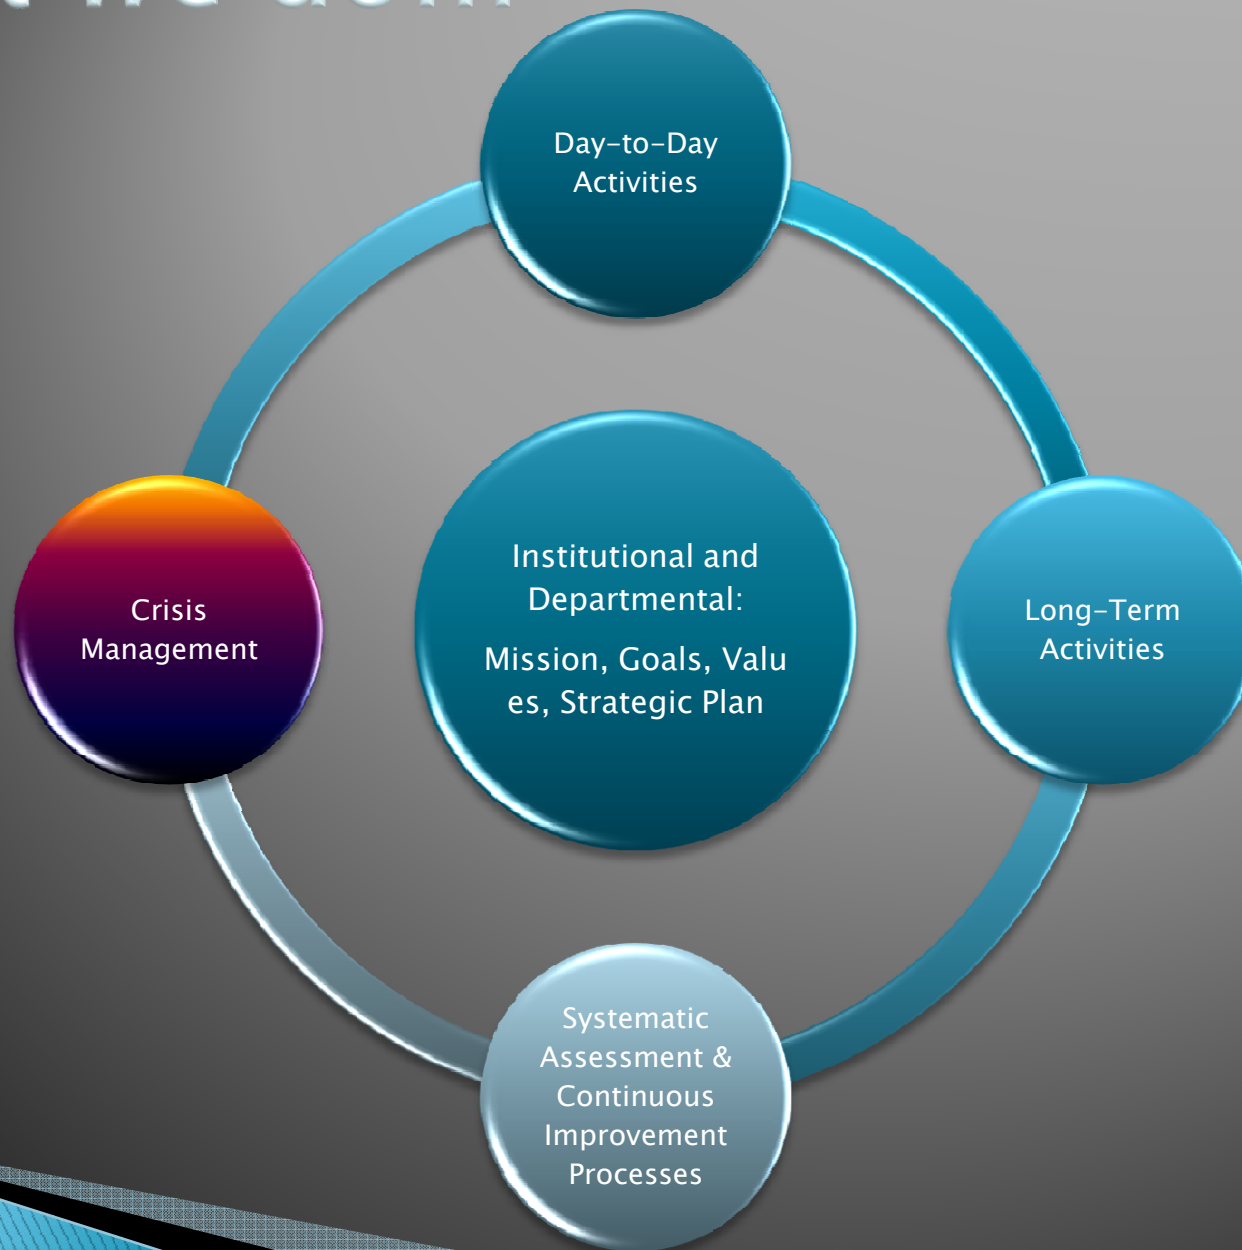 Day-to-Day
Activities
Institutional and
Departmental:
Mission, Goals, Valu
es, Strategic Plan
Crisis
Management
Long-Term
Activities
Systematic
Assessment &
Continuous
Improvement
Processes